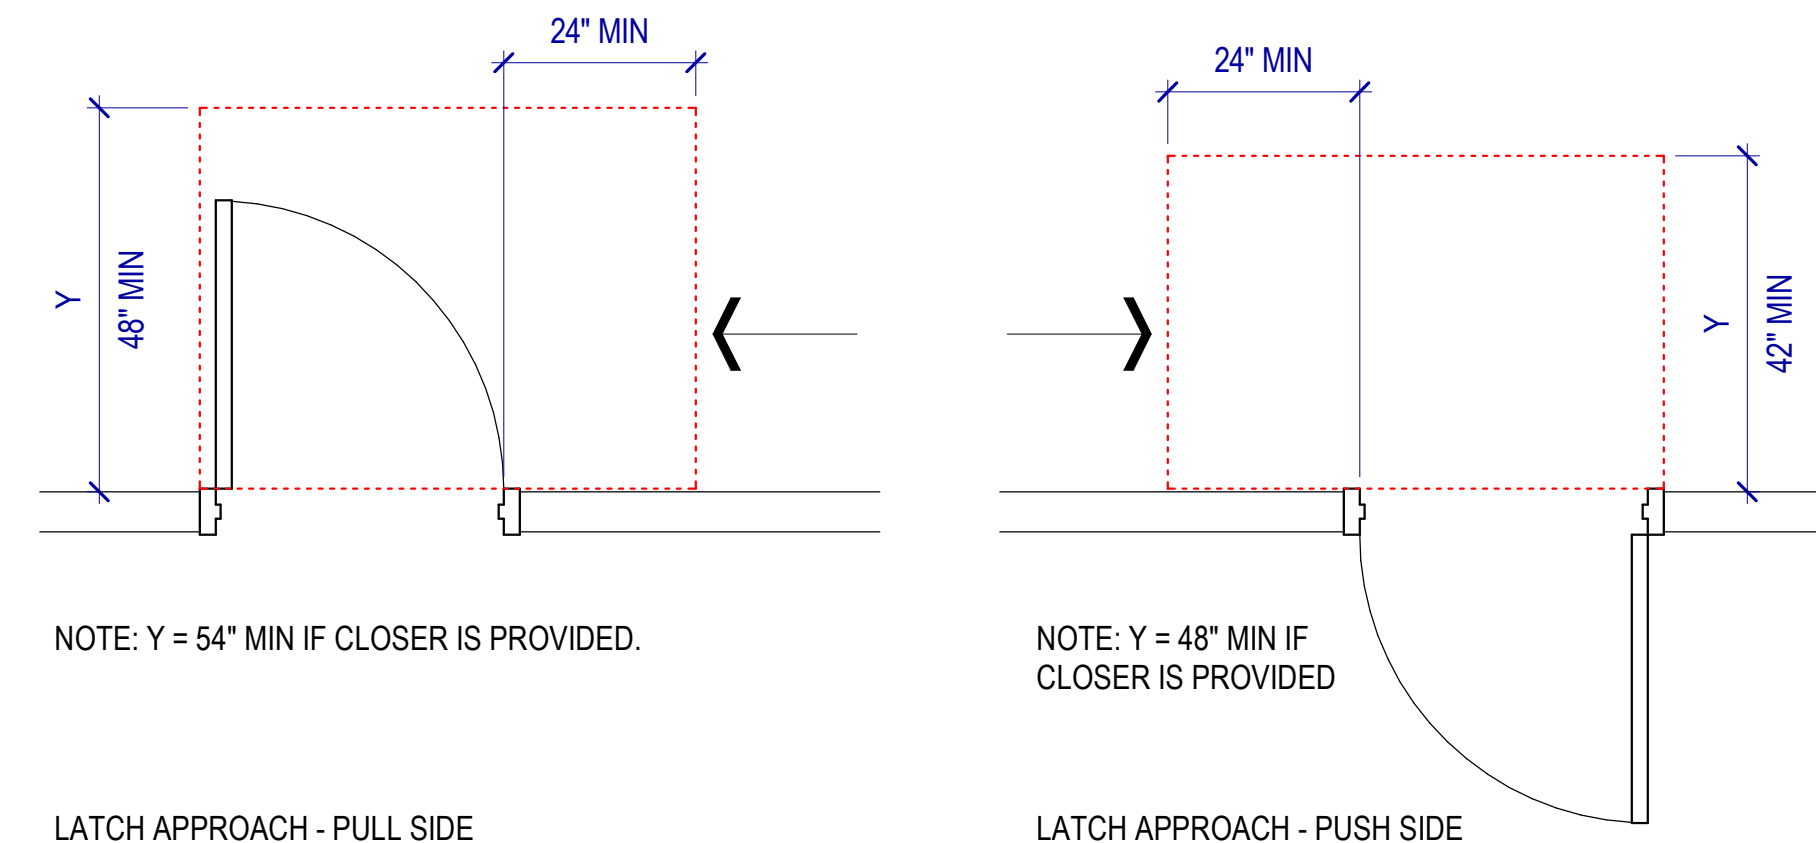 24" MIN
Y
48" MIN
NOTE: Y = 54" MIN IF CLOSER IS PROVIDED.
LATCH APPROACH - PULL SIDE
24" MIN
Y
42" MIN
NOTE: Y = 48" MIN IF
CLOSER IS PROVIDED
LATCH APPROACH - PUSH SIDE